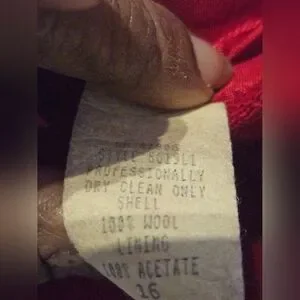 PROFESSIONALLY
DRY CLEAN ONLY
SHELL
100% WOOL
LINING
100% ACETATE
16